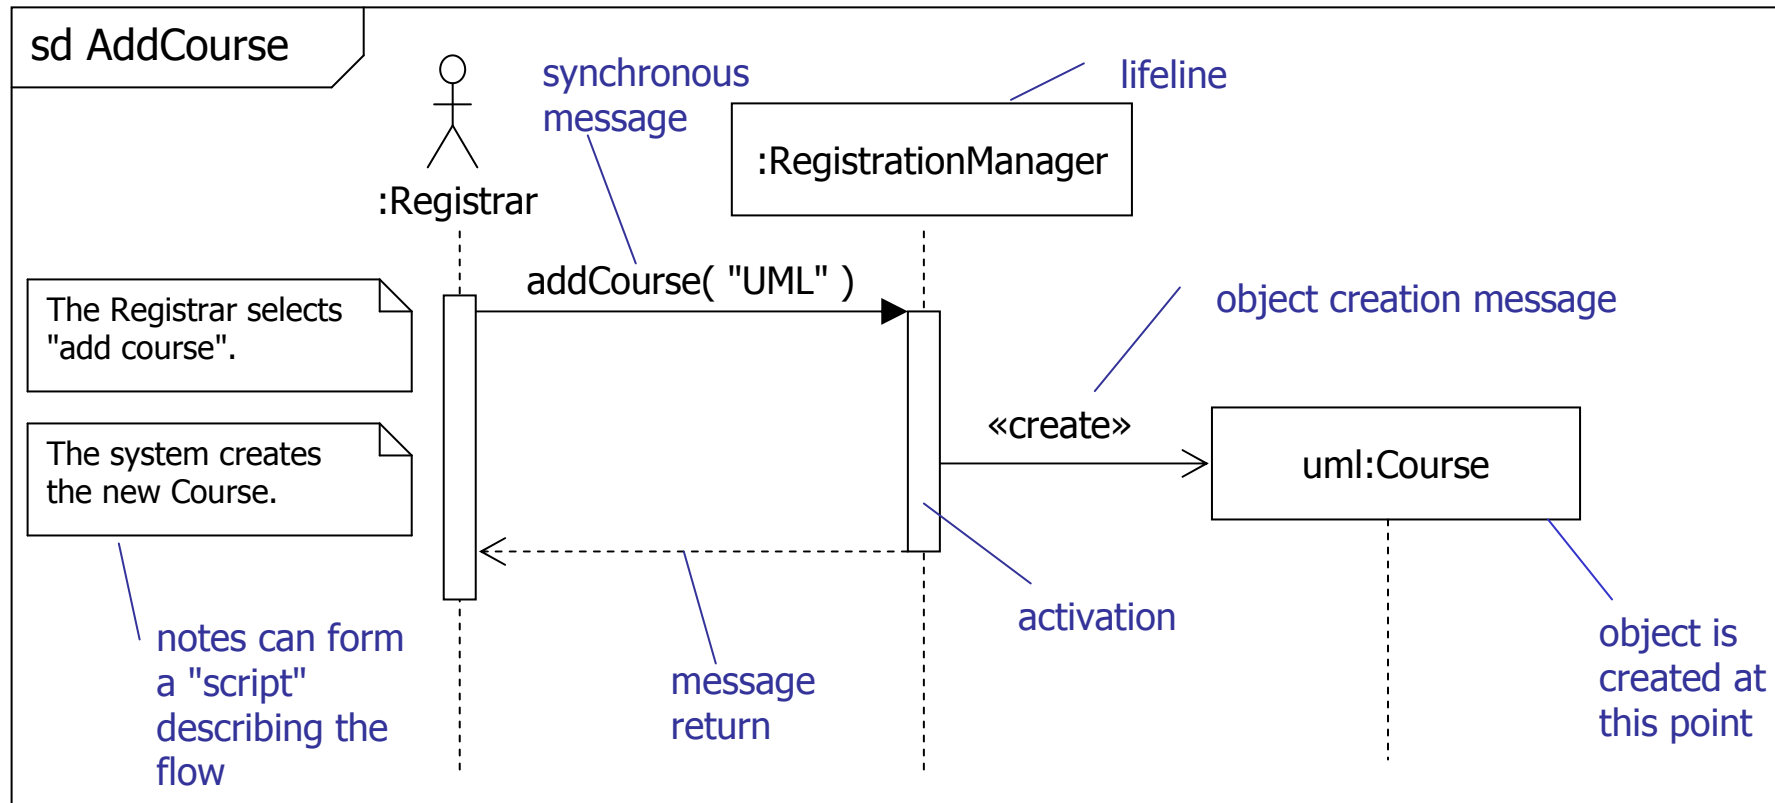 sd AddCourse
synchronous
message
lifeline
:RegistrationManager
:Registrar
addCourse( "UML" )
The Registrar selects
"add course".
object creation message
«create»
The system creates
the new Course.
uml:Course
activation
notes can form
a "script"
describing the
flow
message
return
object is
created at
this point